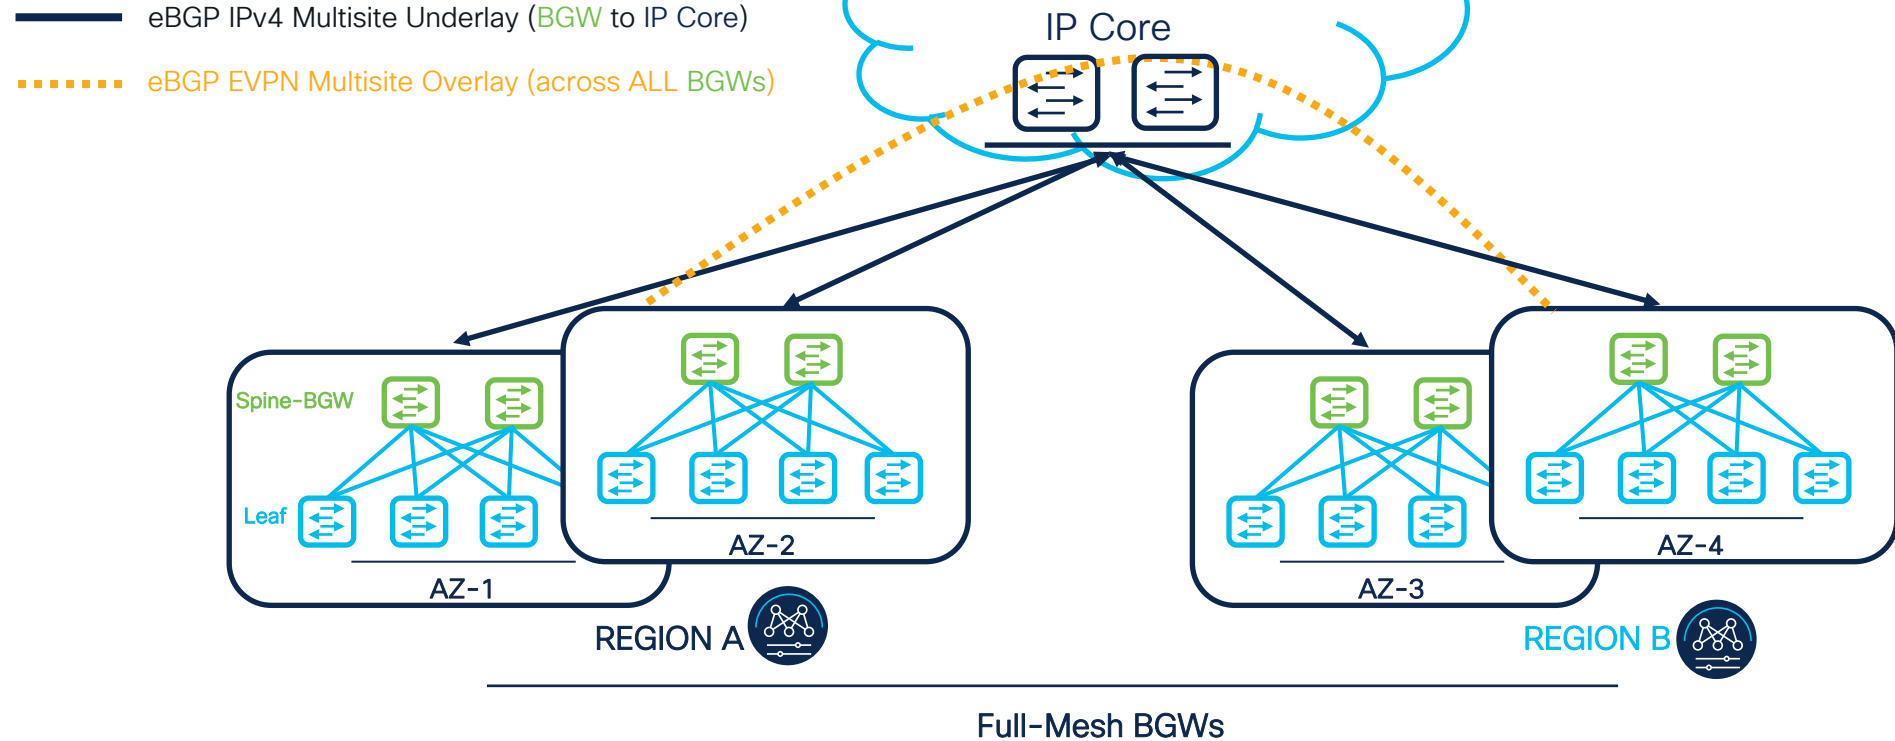 eBGP IPv4 Multisite Underlay (BGW to IP Core)
eBGP EVPN Multisite Overlay (across ALL BGWs)
IP Core
Spine-BGW
Leaf
AZ-1
AZ-2
AZ-3
AZ-4
REGION A
REGION B
Full-Mesh BGWs